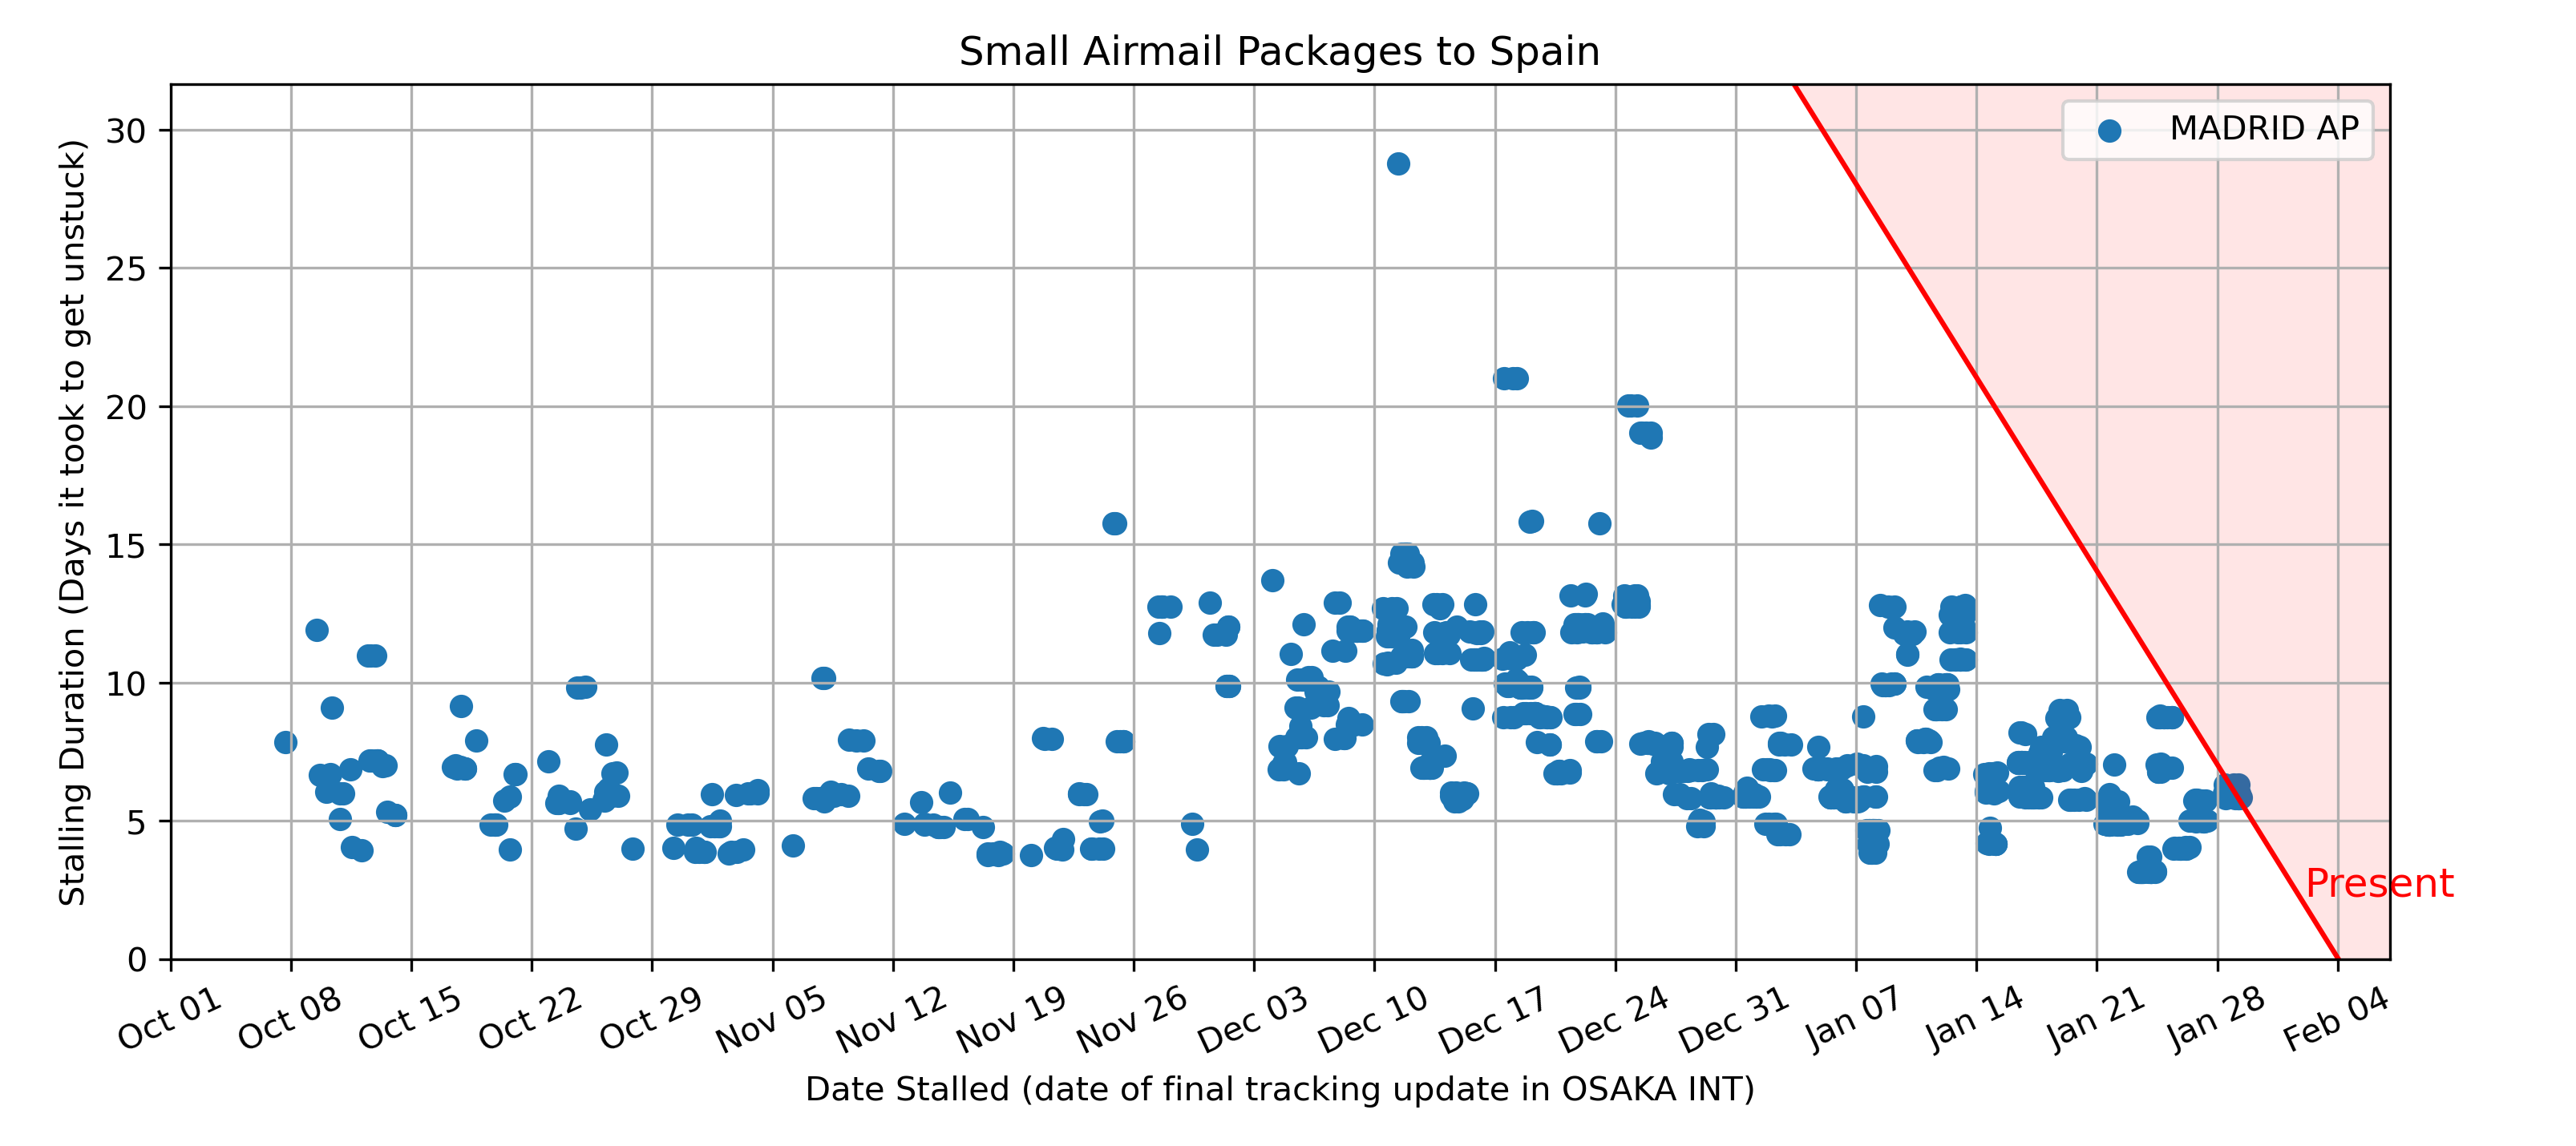 Small Airmail Packages to Spain
MADRID AP
Stalling Duration (Days it took to get unstuck)
30
25
20
15
10
5
0
Present
Oct 01
Oct 08
Oct 15
Oct 22
Oct 29
Nov 05
Nov 12
Nov 19
Nov 26
Dec 03
Dec 10
Dec 17
Dec 24
Dec 31
Jan 07
Jan 14
Jan 21
Jan 28
Feb 04
Date Stalled (date of final tracking update in OSAKA INT)